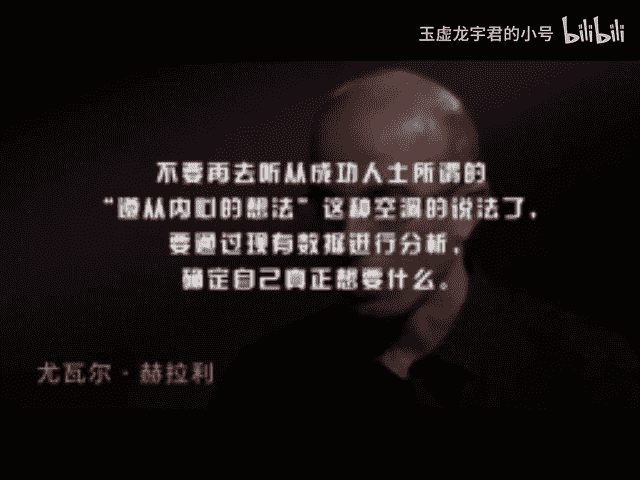 玉虚龙宇君的小号 bilibili
不要再去听从成功人士所谓的
“遵从内心的想法”这种空洞的说法了，
要通过现有数据进行分析，
确定自己真正想要什么。
尤瓦尔·赫拉利